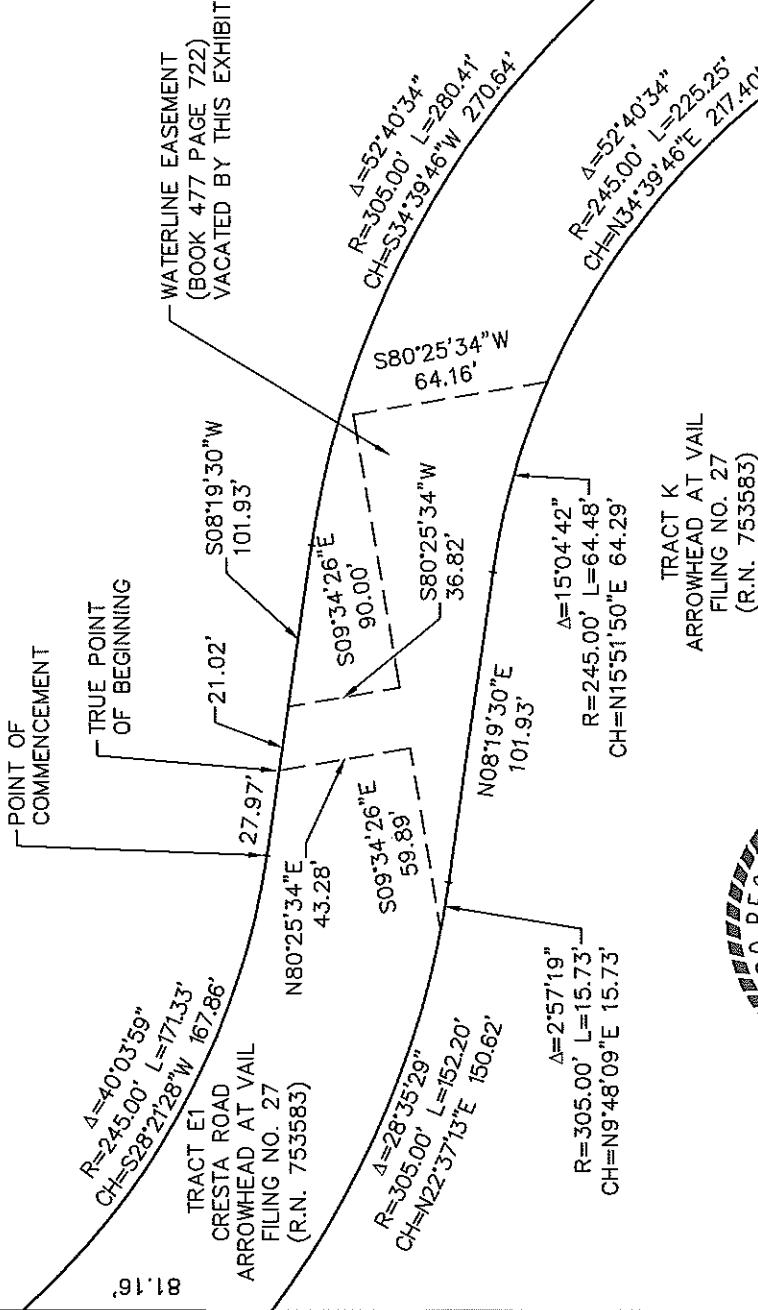 POINT OF
COMMENCEMENT
TRUE POINT
OF BEGINNING
WATERLINE EASEMENT
(BOOK 477 PAGE 722)
VACATED BY THIS EXHIBIT
Δ=52°40'34"
R=305.00' L=280.41'
CH=S34°39'46"W 270.64'
Δ=52°40'34"
R=245.00' L=225.25'
CH=N34°39'46"E 217.40'
S08°19'30"W
101.93'
21.02'
27.97'
S80°25'34"W
64.16'
S09°34'26"E
90.00'
S80°25'34"W
36.82'
N80°25'34"E
43.28'
S09°34'26"E
59.89'
N08°19'30"E
101.93'
Δ=40°03'59"
R=245.00' L=171.33'
CH=S28°21'28"W 167.86'
TRACT E1
CRESTA ROAD
ARROWHEAD AT VAIL
FILING NO. 27
(R.N. 753583)
81.16'
Δ=28°35'29"
R=305.00' L=152.20'
CH=N22°37'13"E 150.62'
Δ=2°57'19"
R=305.00' L=15.73'
CH=N9°48'09"E 15.73'
Δ=15°04'42"
R=245.00' L=64.48'
CH=N15°51'50"E 64.29'
TRACT K
ARROWHEAD AT VAIL
FILING NO. 27
(R.N. 753583)